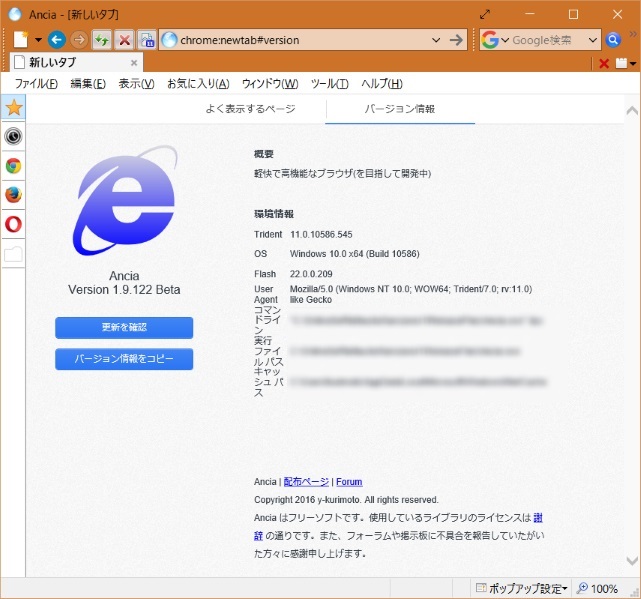 Ancia - [新しいタブ]
chrome:newtab#version
Google検索
新しいタブ
ファイル(F) 編集(E) 表示(V) お気に入り(A) ウィンドウ(W) ツール(T) ヘルプ(H)
よく表示するページ バージョン情報
Ancia
Version 1.9.122 Beta
更新を確認
バージョン情報をコピー
概要
軽快で高機能なブラウザ(を目指して開発中)
環境情報
Trident 11.0.10586.545
OS Windows 10.0 x64 (Build 10586)
Flash 22.0.0.209
User Agent Mozilla/5.0 (Windows NT 10.0; WOW64; Trident/7.0; rv:11.0) like Gecko
コマン
ドライ
ン
実行
ファイ
ル パス
キャッ
シュ パ
ス
Ancia | 配布ページ | Forum
Copyright 2016 y-kurimoto. All rights reserved.
Ancia はフリーソフトです。使用しているライブラリのライセンスは 謝
辞 の通りです。また、フォーラムや掲示板に不具合を報告していたがい
た方々に感謝申し上げます。
ポップアップ設定 100%